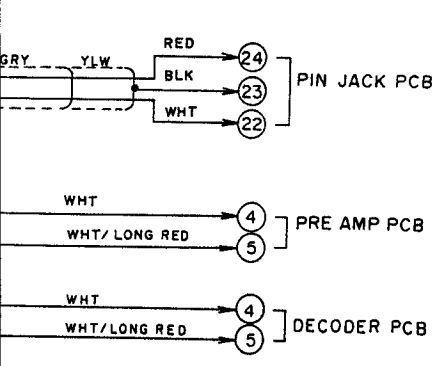 RED
GRY YLW
24
BLK
PIN JACK PCB
23
WHT
22
WHT
4
PRE AMP PCB
WHT/LONG RED
5
WHT
4
DECODER PCB
WHT/LONG RED
5